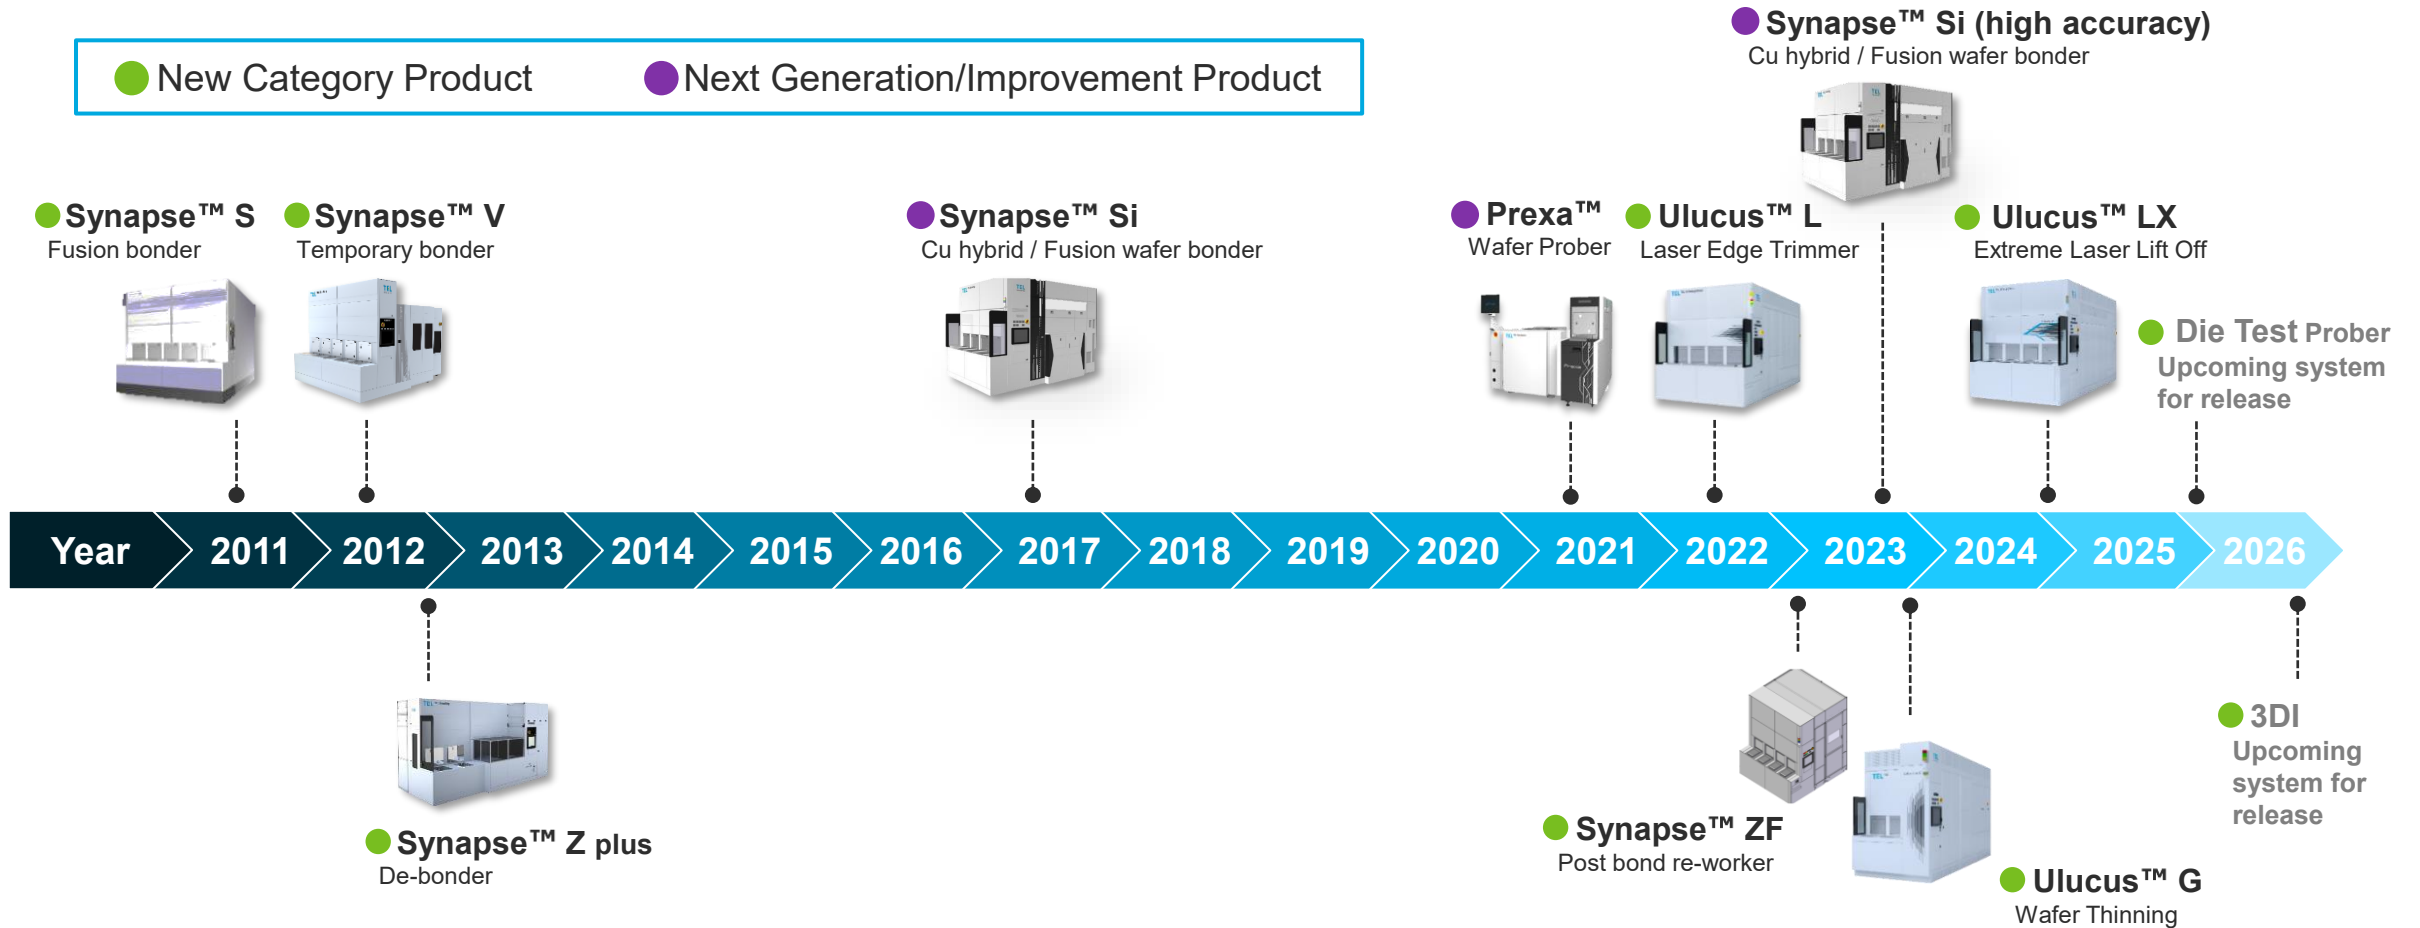 New Category Product
Next Generation/Improvement Product
Synapse™ Si (high accuracy)
Cu hybrid / Fusion wafer bonder
Synapse™ S
Fusion bonder
Synapse™ V
Temporary bonder
Synapse™ Si
Cu hybrid / Fusion wafer bonder
Prexa™
Wafer Prober
Ulucus™ L
Laser Edge Trimmer
Ulucus™ LX
Extreme Laser Lift Off
Die Test Prober
Upcoming system
for release
Year 2011 2012 2013 2014 2015 2016 2017 2018 2019 2020 2021 2022 2023 2024 2025 2026
Synapse™ Z plus
De-bonder
Synapse™ ZF
Post bond re-worker
Ulucus™ G
Wafer Thinning
3DI
Upcoming
system for
release